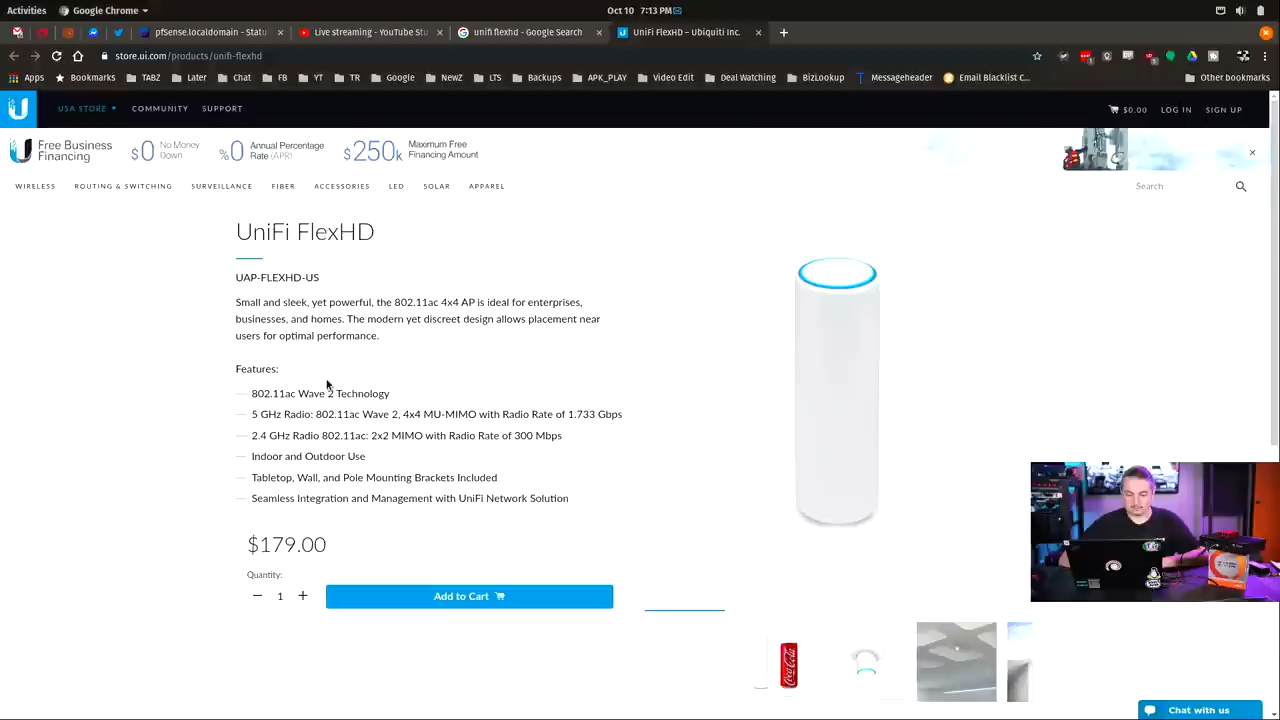 Activities
Google Chrome
Oct 10 7:13 PM
pfSense.localdomain - Statu
Live streaming - YouTube Stu
unifi flexhd - Google Search
UniFi FlexHD – Ubiquiti Inc.
store.ui.com/products/unifi-flexhd
Apps
Bookmarks
TABZ
Later
Chat
FB
YT
TR
Google
NewZ
LTS
Backups
APK_PLAY
Video Edit
Deal Watching
BizLookup
Messageheader
Email Blacklist C...
Other bookmarks
USA STORE
COMMUNITY
SUPPORT
$0.00
LOG IN
SIGN UP
Free Business
Financing
$0 No Money
Down
%0 Annual Percentage
Rate (APR)
$250k Maximum Free
Financing Amount
WIRELESS
ROUTING & SWITCHING
SURVEILLANCE
FIBER
ACCESSORIES
LED
SOLAR
APPAREL
Search
UniFi FlexHD
UAP-FLEXHD-US
Small and sleek, yet powerful, the 802.11ac 4x4 AP is ideal for enterprises,
businesses, and homes. The modern yet discreet design allows placement near
users for optimal performance.
Features:
802.11ac Wave 2 Technology
5 GHz Radio: 802.11ac Wave 2, 4x4 MU-MIMO with Radio Rate of 1.733 Gbps
2.4 GHz Radio 802.11ac: 2x2 MIMO with Radio Rate of 300 Mbps
Indoor and Outdoor Use
Tabletop, Wall, and Pole Mounting Brackets Included
Seamless Integration and Management with UniFi Network Solution
$179.00
Quantity:
− 1 +
Add to Cart
Coca-Cola
Chat with us